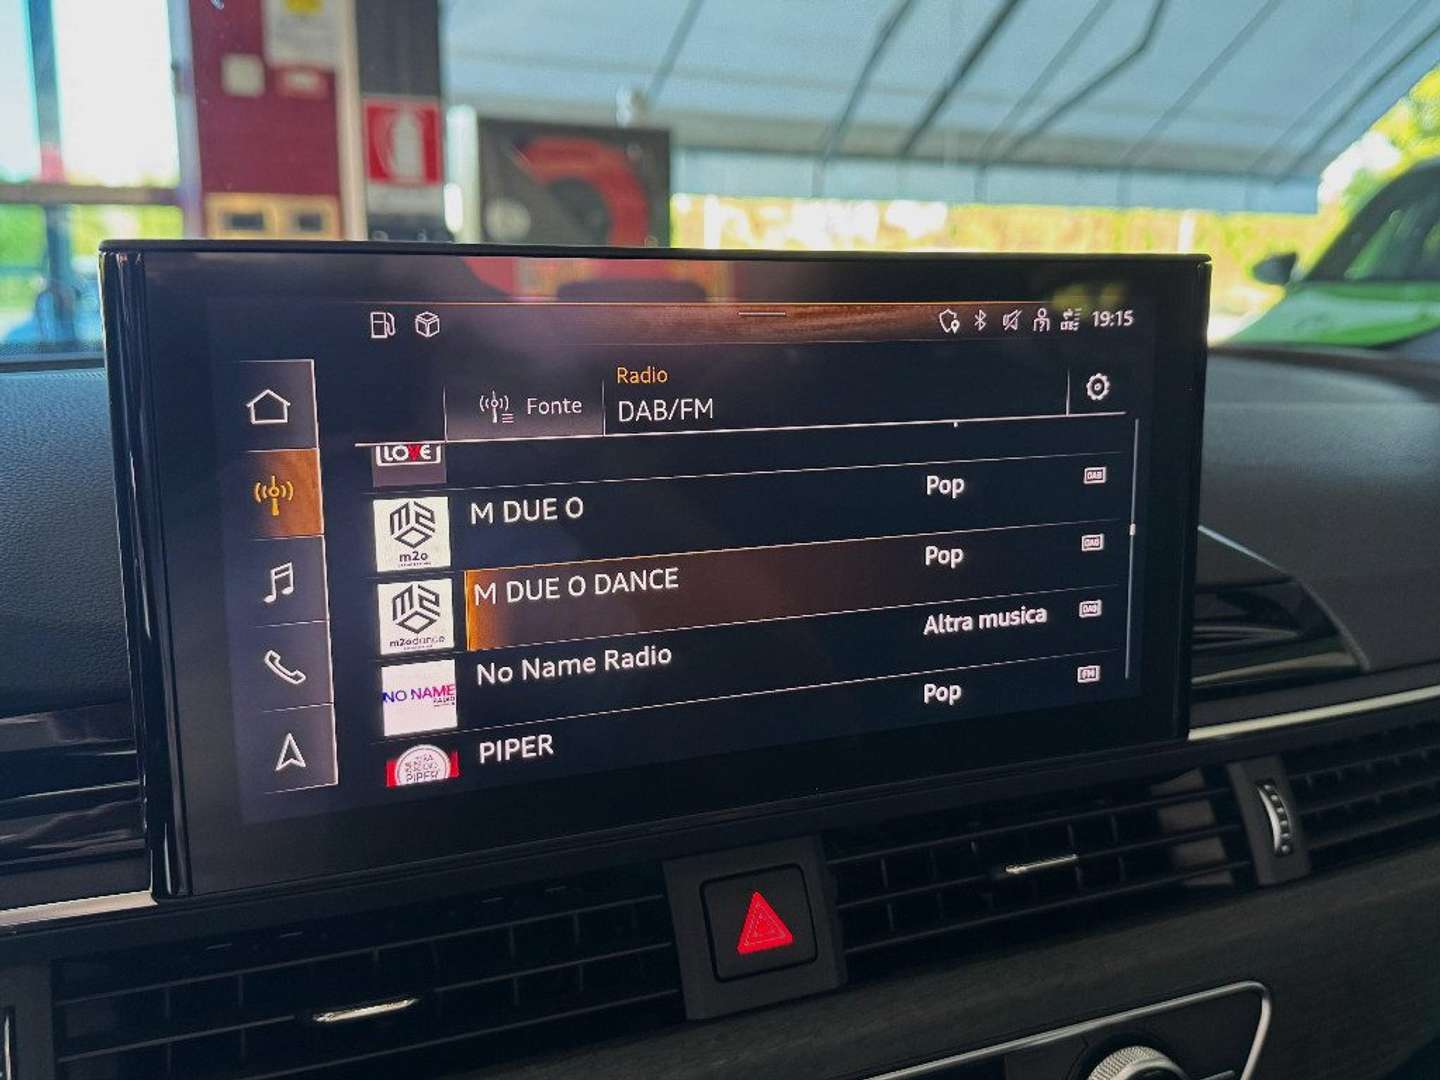 19:15
Radio
Fonte
DAB/FM
LOVE
M DUE O
Pop
DAB
m2o
M DUE O DANCE
Pop
DAB
m2odance
No Name Radio
Altra musica
DAB
NO NAME
RADIO
PIPER
Pop
FM
PIPER